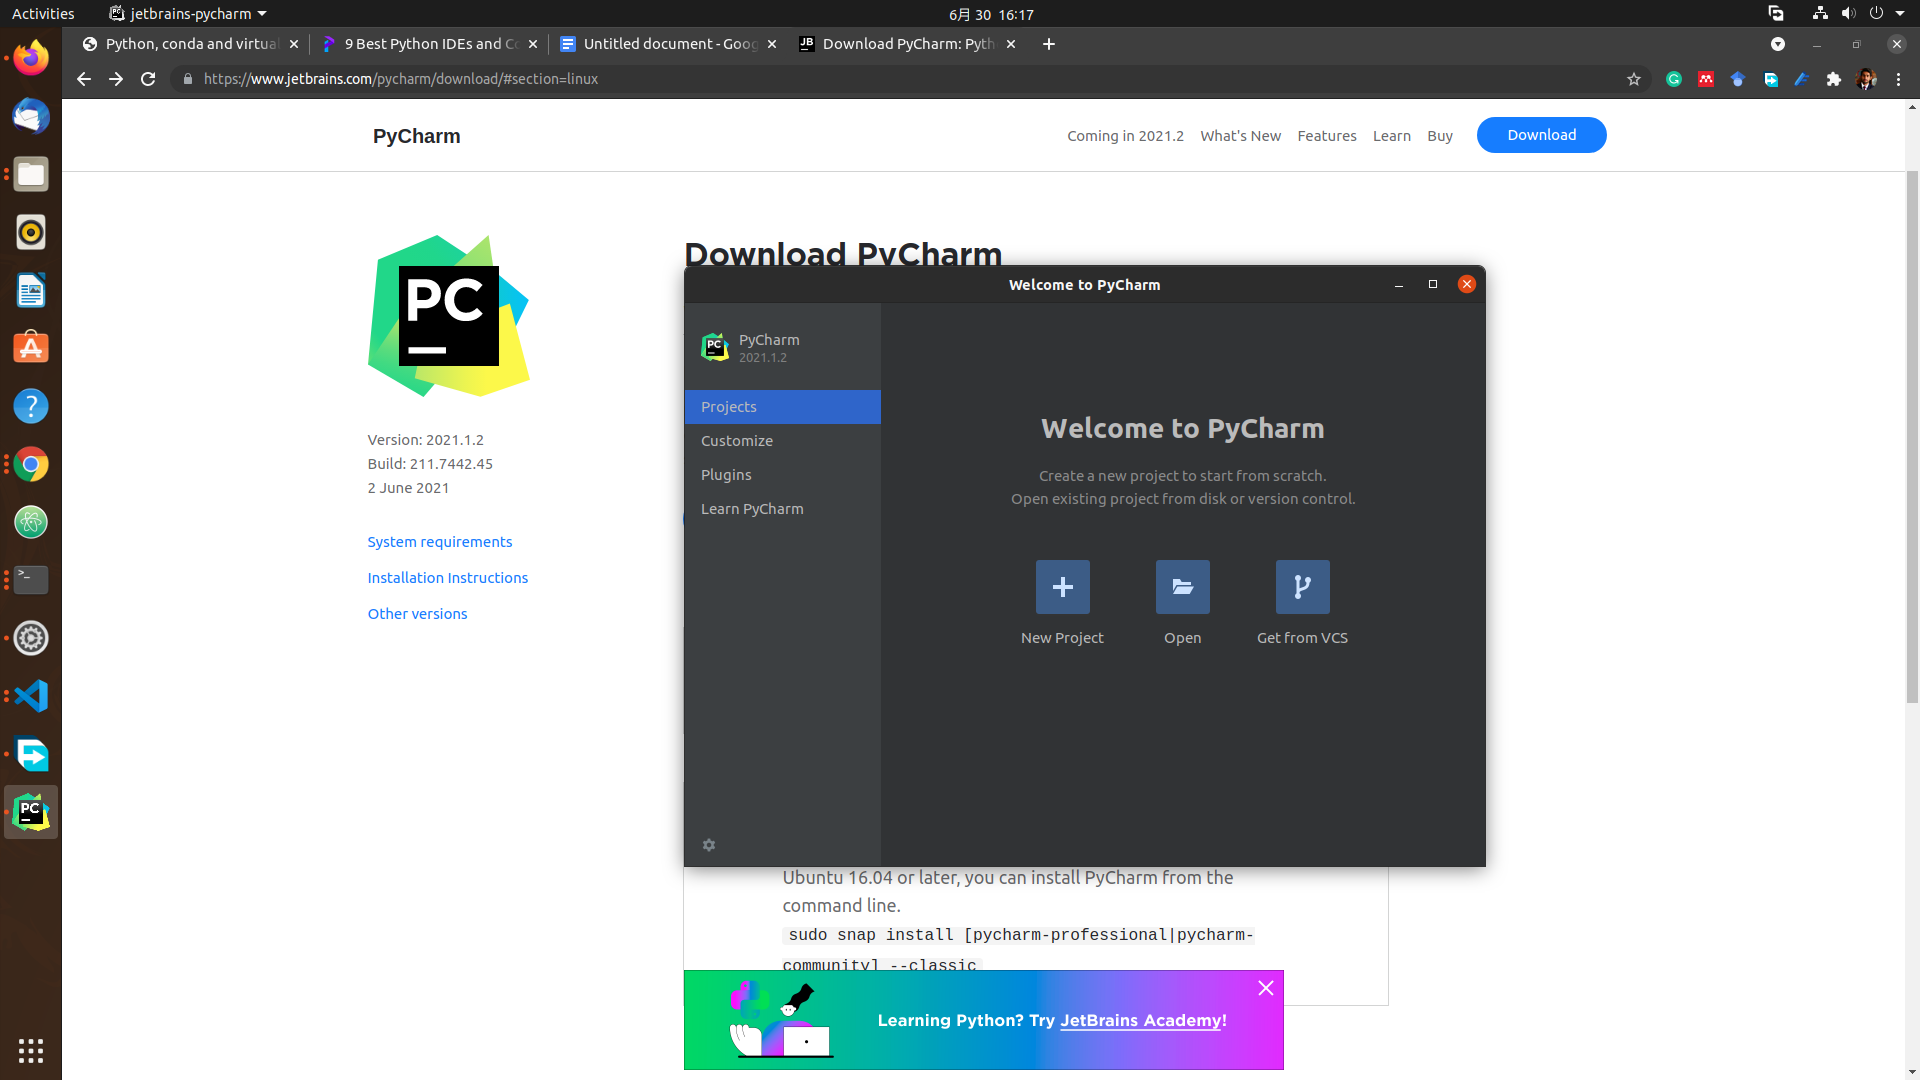 Activities
jetbrains-pycharm
6月 30 16:17
Python, conda and virtua
9 Best Python IDEs and Co
Untitled document - Goog
JB
Download PyCharm: Pyth
https://www.jetbrains.com/pycharm/download/#section=linux
PyCharm
Coming in 2021.2
What's New
Features
Learn
Buy
Download
PC
Version: 2021.1.2
Build: 211.7442.45
2 June 2021
System requirements
Installation Instructions
Other versions
Download PyCharm
Welcome to PyCharm
PC
PyCharm
2021.1.2
Projects
Customize
Plugins
Learn PyCharm
Welcome to PyCharm
Create a new project to start from scratch.
Open existing project from disk or version control.
New Project
Open
Get from VCS
Ubuntu 16.04 or later, you can install PyCharm from the
command line.
sudo snap install [pycharm-professional|pycharm-
community] --classic
Learning Python? Try JetBrains Academy!
PC